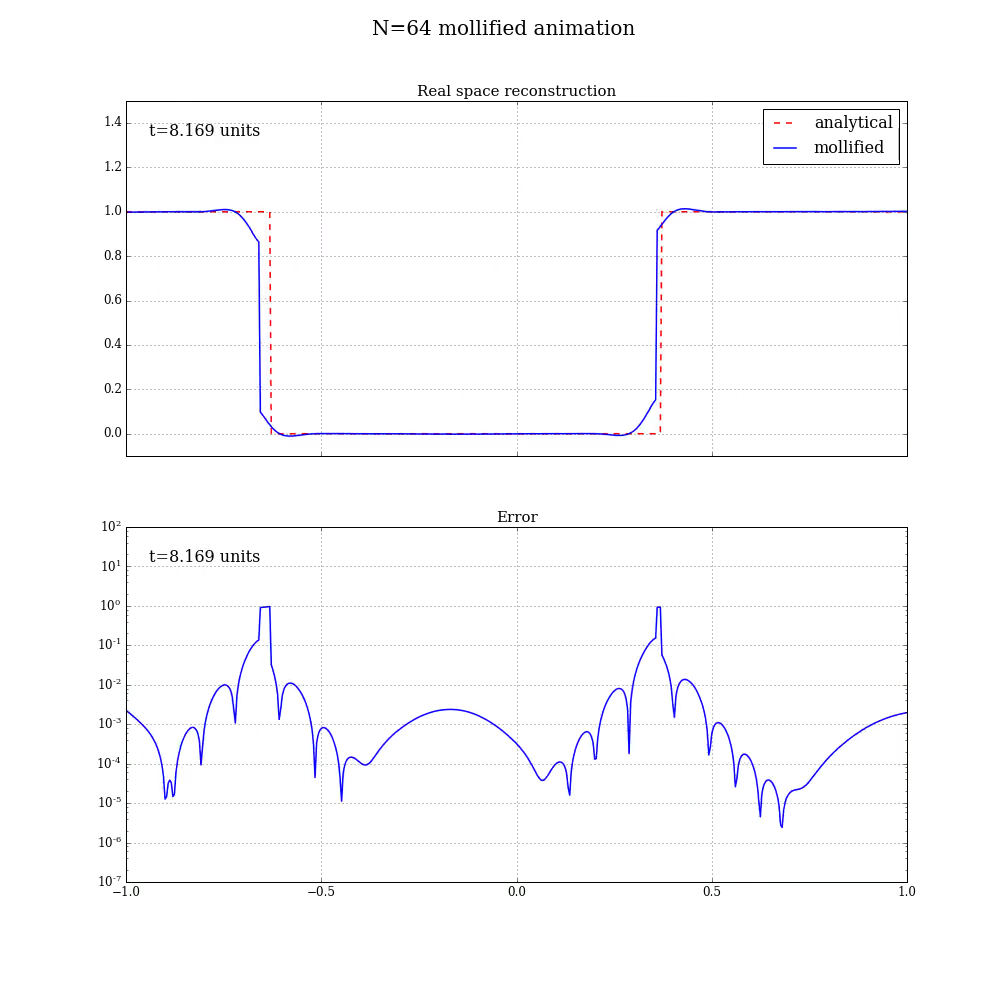 N=64 mollified animation
Real space reconstruction
t=8.169 units
analytical
mollified
1.4
1.2
1.0
0.8
0.6
0.4
0.2
0.0
Error
t=8.169 units
10²
10¹
10⁰
10⁻¹
10⁻²
10⁻³
10⁻⁴
10⁻⁵
10⁻⁶
10⁻⁷
−1.0 −0.5 0.0 0.5 1.0